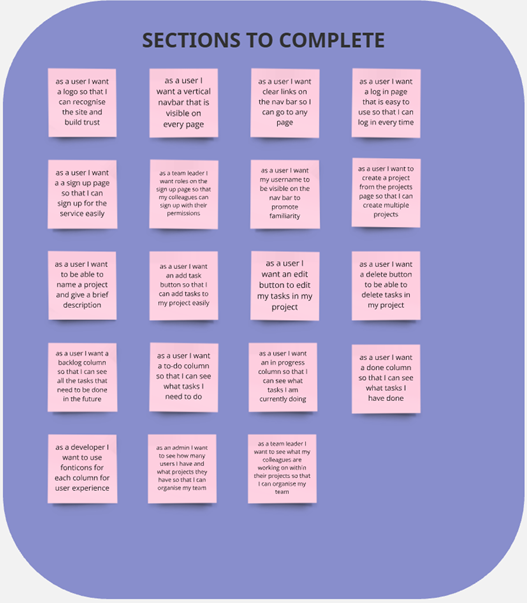 SECTIONS TO COMPLETE
as a user I want
a logo so that I
can recognise
the site and
build trust
as a user I
want a vertical
navbar that is
visible on
every page
as a user I want
clear links on
the nav bar so I
can go to any
page
as a user I want
a log in page
that is easy to
use so that I can
log in every time
as a user I want
a a sign up page
so that I can
sign up for the
service easily
as a team leader I
want roles on the
sign up page so that
my colleagues can
sign up with their
permissions
as a user I want
my username to
be visible on the
nav bar to
promote
familiarity
as a user I want to
create a project
from the projects
page so that I can
create multiple
projects
as a user I want
to be able to
name a project
and give a brief
description
as a user I want
an add task
button so that I
can add tasks to
my project easily
as a user I
want an edit
button to edit
my tasks in my
project
as a user I want
a delete button
to be able to
delete tasks in
my project
as a user I want a
backlog column
so that I can see
all the tasks that
need to be done
in the future
as a user I want
a to-do column
so that I can see
what tasks I
need to do
as a user I want
an in progress
column so that I
can see what
tasks I am
currently doing
as a user I want
a done column
so that I can see
what tasks I
have done
as a developer I
want to use
fonticons for
each column for
user experience
as an admin I want
to see how many
users I have and
what projects they
have so that I can
organise my team
as a team leader I
want to see what my
colleagues are
working on within
their projects so that
I can organise my
team